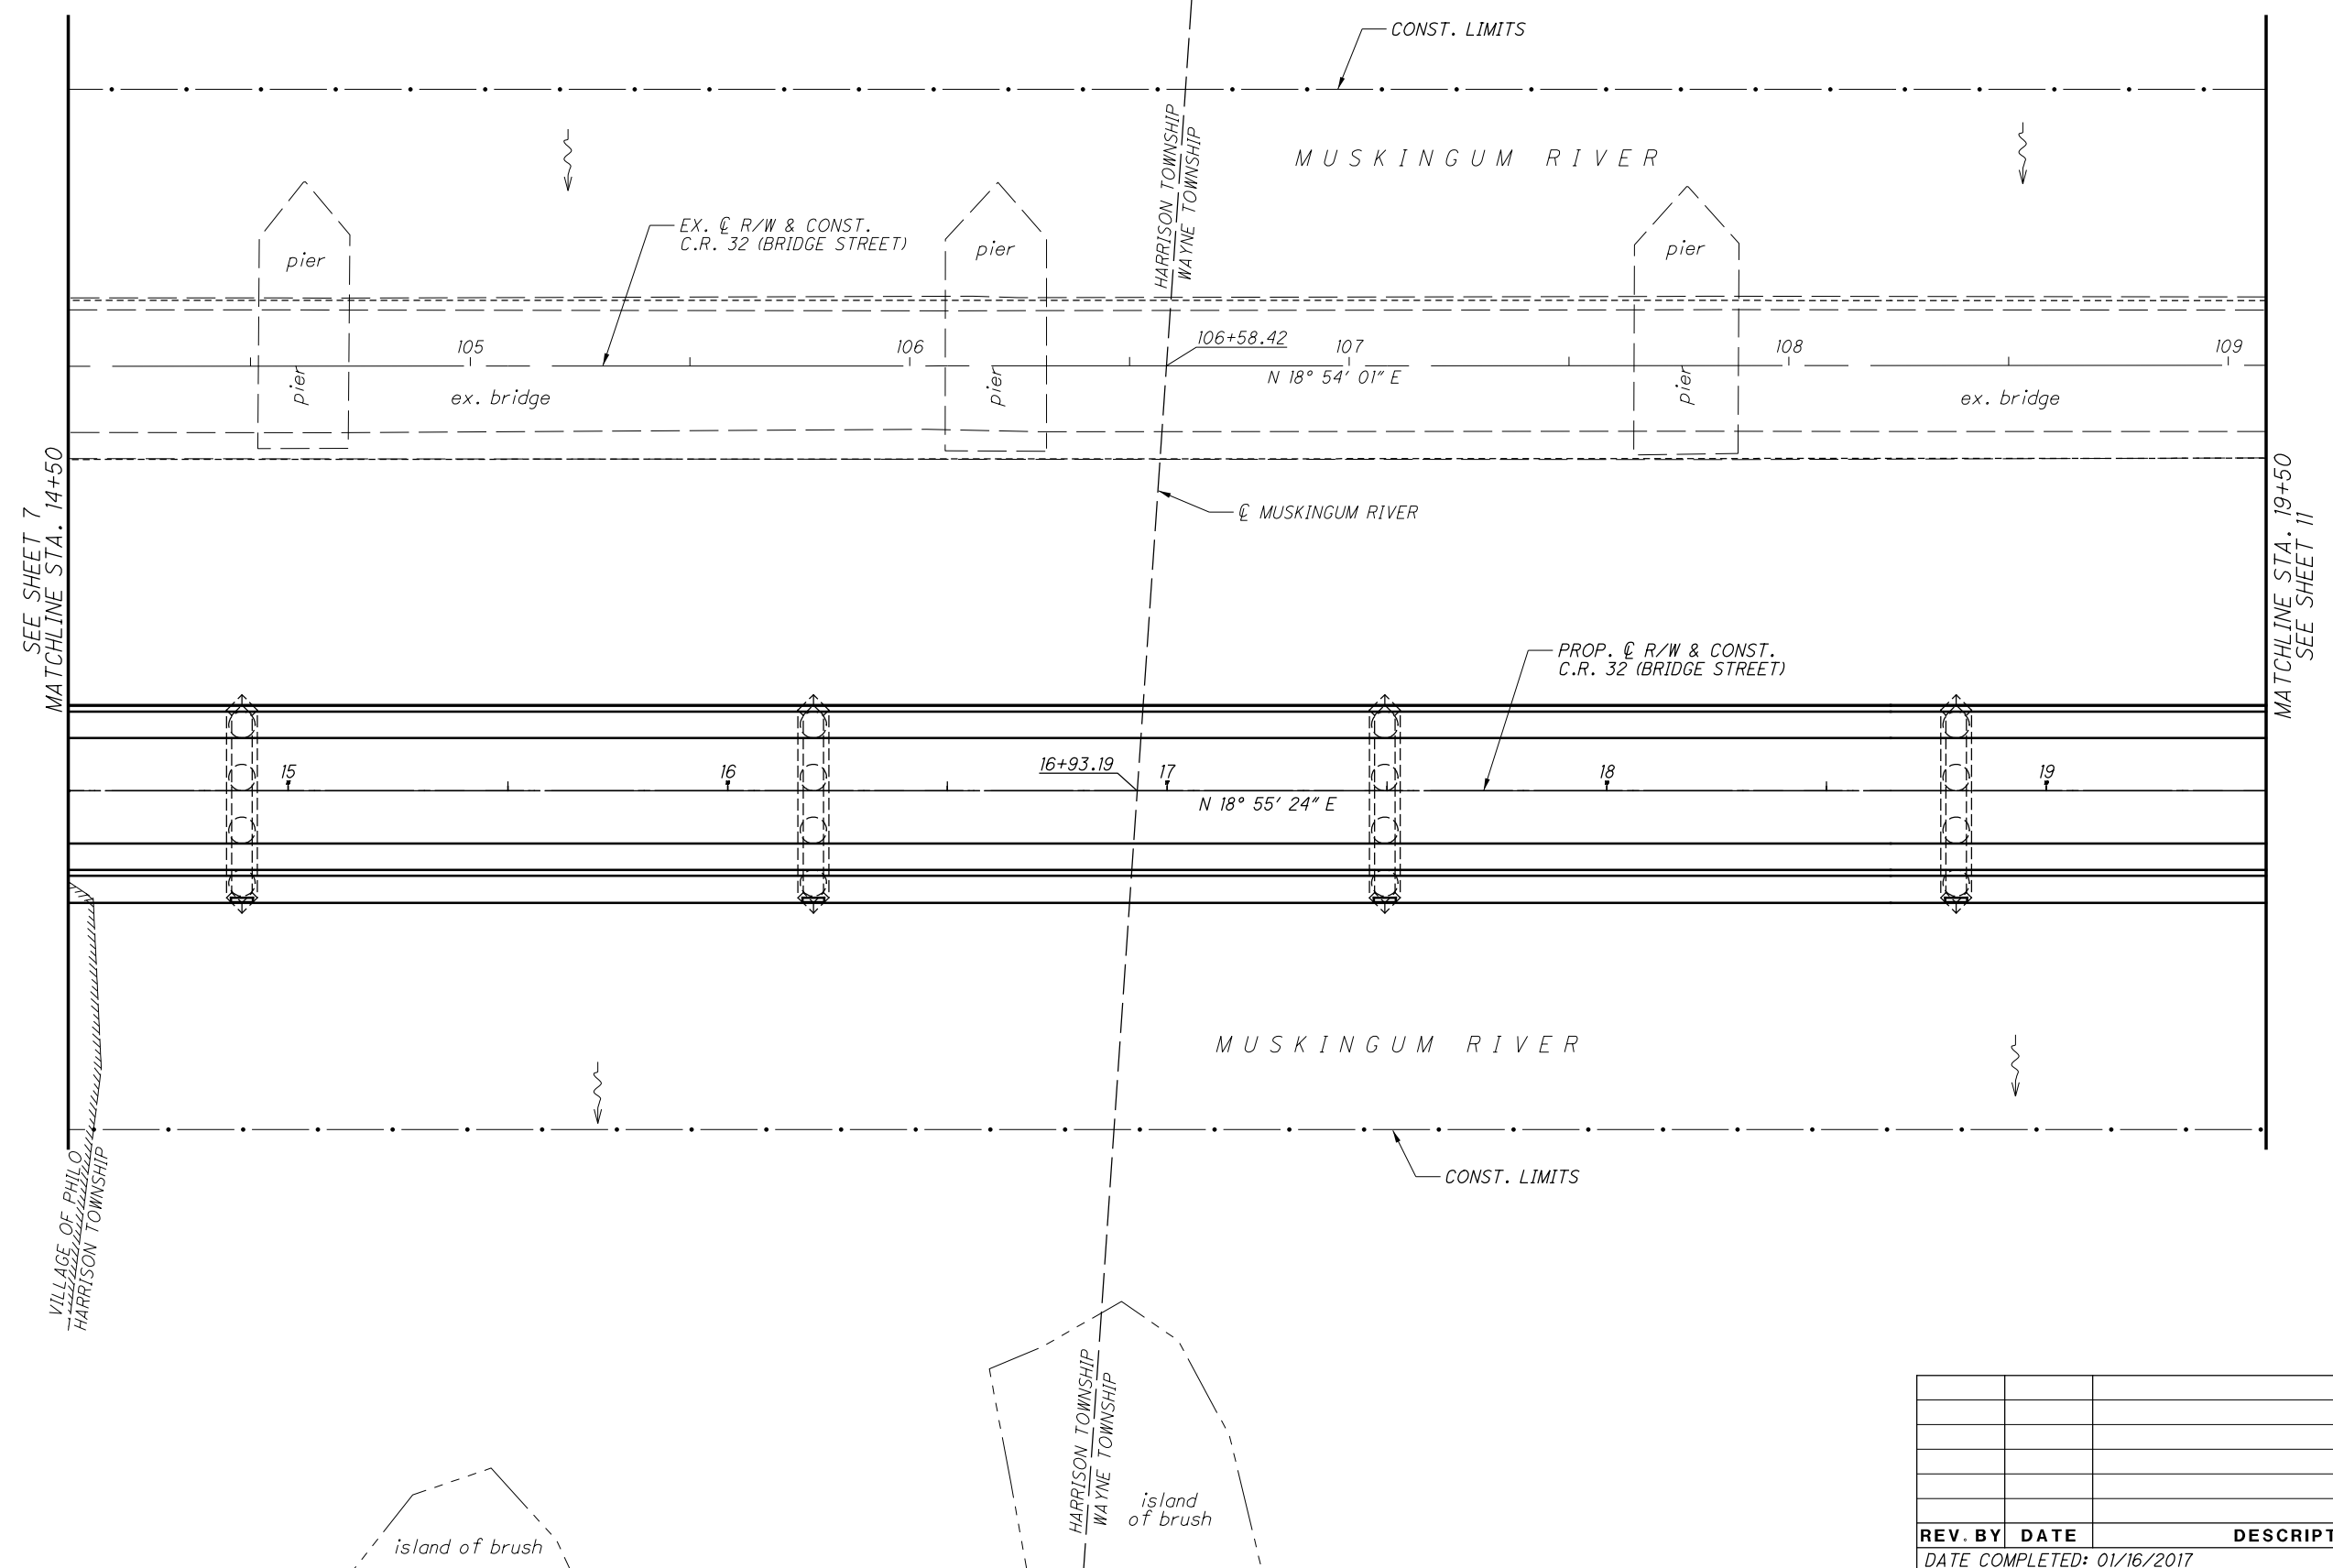 CONST. LIMITS
MUSKINGUM RIVER
HARRISON TOWNSHIP
WAYNE TOWNSHIP
EX. ℄ R/W & CONST.
C.R. 32 (BRIDGE STREET)
pier
pier
pier
105
106
106+58.42
107
108
109
N 18° 54' 01" E
pier
pier
pier
ex. bridge
ex. bridge
SEE SHEET 7
MATCHLINE STA. 14+50
MATCHLINE STA. 19+50
SEE SHEET 11
℄ MUSKINGUM RIVER
PROP. ℄ R/W & CONST.
C.R. 32 (BRIDGE STREET)
15
16
16+93.19
17
18
19
N 18° 55' 24" E
MUSKINGUM RIVER
CONST. LIMITS
VILLAGE OF PHILO
HARRISON TOWNSHIP
HARRISON TOWNSHIP
WAYNE TOWNSHIP
island
of brush
island of brush
REV. BY DATE DESCRIPT
DATE COMPLETED: 01/16/2017